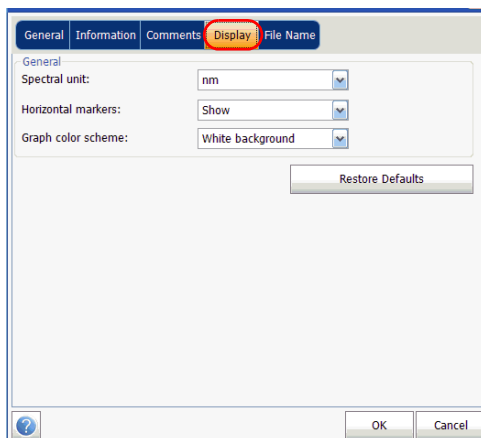 General Information Comments Display File Name
General
Spectral unit: nm
Horizontal markers: Show
Graph color scheme: White background
Restore Defaults
?
OK Cancel